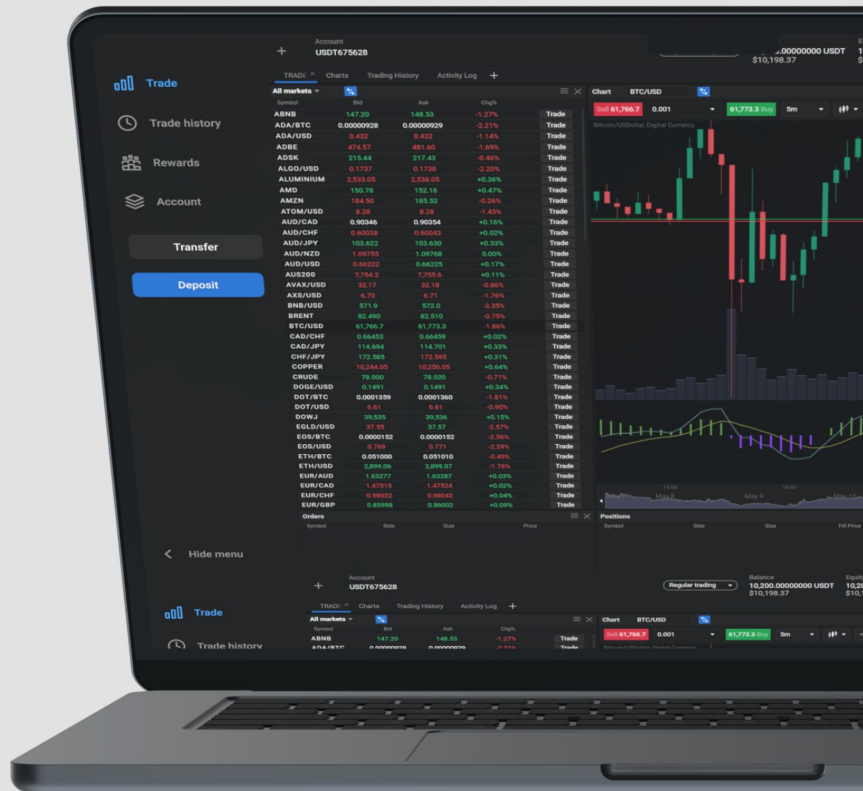 Account
USDT675628
.00000000 USDT
$10,198.37
Trade
TRADE × Charts Trading History Activity Log +
All markets
Chart BTC/USD
Symbol Bid Ask Chg%
Sell 61,766.7 0.001 61,773.3 Buy 5m
Bitcoin/USDollar, Digital Currency
ABNB 147.20 148.53 -1.27% Trade
ADA/BTC 0.00000928 0.00000929 -2.21% Trade
Trade history
ADA/USD 0.432 0.432 -1.14% Trade
ADBE 474.57 481.60 -1.69% Trade
ADSK 215.44 217.43 -0.46% Trade
Rewards
ALGO/USD 0.1737 0.1738 -2.20% Trade
ALUMINIUM 2,533.05 2,538.05 +0.36% Trade
AMD 150.78 152.16 +0.47% Trade
Account
AMZN 184.50 185.52 -0.26% Trade
ATOM/USD 8.28 8.28 -1.43% Trade
AUD/CAD 0.90346 0.90354 +0.16% Trade
AUD/CHF 0.60038 0.60043 +0.02% Trade
Transfer
AUD/JPY 103.622 103.630 +0.33% Trade
AUD/NZD 1.09755 1.09768 0.00% Trade
AUD/USD 0.66222 0.66225 +0.17% Trade
AUS200 7,754.2 7,755.6 +0.11% Trade
Deposit
AVAX/USD 32.17 32.18 -0.86% Trade
AXS/USD 6.70 6.71 -1.76% Trade
BNB/USD 571.9 572.0 -3.35% Trade
BRENT 82.490 82.510 -0.75% Trade
BTC/USD 61,766.7 61,773.3 -1.86% Trade
CAD/CHF 0.66453 0.66459 +0.02% Trade
CAD/JPY 114.694 114.701 +0.33% Trade
CHF/JPY 172.585 172.595 +0.31% Trade
COPPER 10,244.05 10,250.05 +0.64% Trade
CRUDE 78.000 78.020 -0.71% Trade
DOGE/USD 0.1491 0.1491 +0.34% Trade
DOT/BTC 0.0001359 0.0001360 -1.81% Trade
DOT/USD 6.61 6.61 -0.90% Trade
DOWJ 39,535 39,536 +0.15% Trade
EGLD/USD 37.55 37.57 -2.57% Trade
EOS/BTC 0.0000152 0.0000152 -2.56% Trade
EOS/USD 0.769 0.771 -2.29% Trade
ETH/BTC 0.051000 0.051010 -0.49% Trade
ETH/USD 2,899.06 2,899.07 -1.76% Trade
EUR/AUD 1.63277 1.63287 +0.03% Trade
EUR/CAD 1.47515 1.47524 +0.02% Trade
EUR/CHF 0.98032 0.98042 +0.04% Trade
EUR/GBP 0.85998 0.86002 +0.09% Trade
May 8 May 9 May 10
Orders
Positions
Symbol Side Size Price
Symbol Side Size Fill Price
Hide menu
Account
USDT675628
Regular trading
Balance
10,200.00000000 USDT
$10,198.37
Equity
Trade
TRADE × Charts Trading History Activity Log +
All markets
Chart BTC/USD
Symbol Bid Ask Chg%
Sell 61,766.7 0.001 61,773.3 Buy 5m
ABNB 147.20 148.53 -1.27% Trade
Trade history
ADA/BTC 0.00000928 0.00000929 -2.21% Trade
Bitcoin/USDollar, Digital Currency